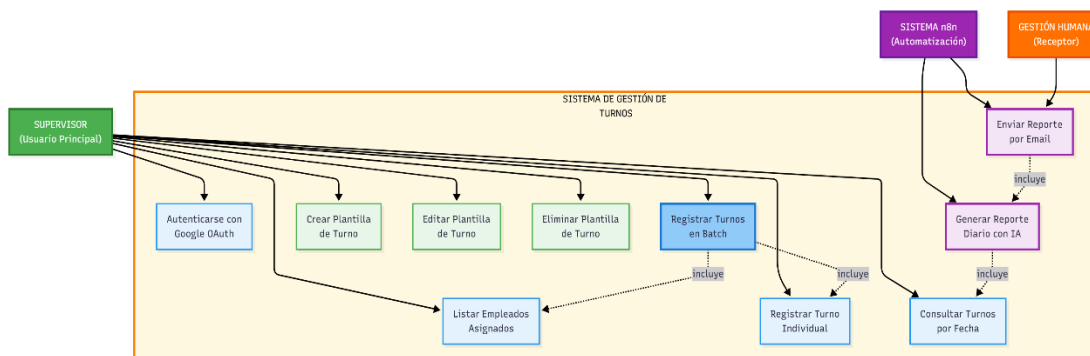 SISTEMA n8n
(Automatización)
GESTIÓN HUMANA
(Receptor)
SISTEMA DE GESTIÓN DE
TURNOS
SUPERVISOR
(Usuario Principal)
Enviar Reporte
por Email
incluye
Autenticarse con
Google OAuth
Crear Plantilla
de Turno
Editar Plantilla
de Turno
Eliminar Plantilla
de Turno
Registrar Turnos
en Batch
Generar Reporte
Diario con IA
incluye
incluye
incluye
Listar Empleados
Asignados
Registrar Turno
Individual
Consultar Turnos
por Fecha